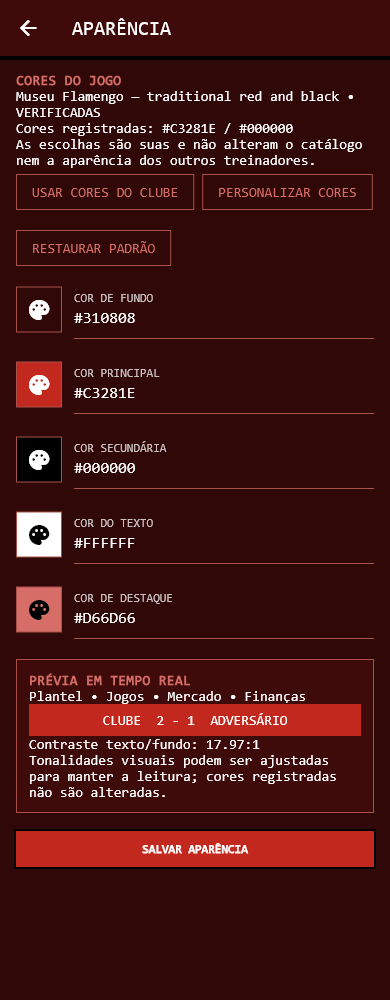 APARÊNCIA
CORES DO JOGO
Museu Flamengo — traditional red and black •
VERIFICADAS
Cores registradas: #C3281E / #000000
As escolhas são suas e não alteram o catálogo
nem a aparência dos outros treinadores.
USAR CORES DO CLUBE
PERSONALIZAR CORES
RESTAURAR PADRÃO
COR DE FUNDO
#310808
COR PRINCIPAL
#C3281E
COR SECUNDÁRIA
#000000
COR DO TEXTO
#FFFFFF
COR DE DESTAQUE
#D66D66
PRÉVIA EM TEMPO REAL
Plantel • Jogos • Mercado • Finanças
CLUBE 2 - 1 ADVERSÁRIO
Contraste texto/fundo: 17.97:1
Tonalidades visuais podem ser ajustadas
para manter a leitura; cores registradas
não são alteradas.
SALVAR APARÊNCIA